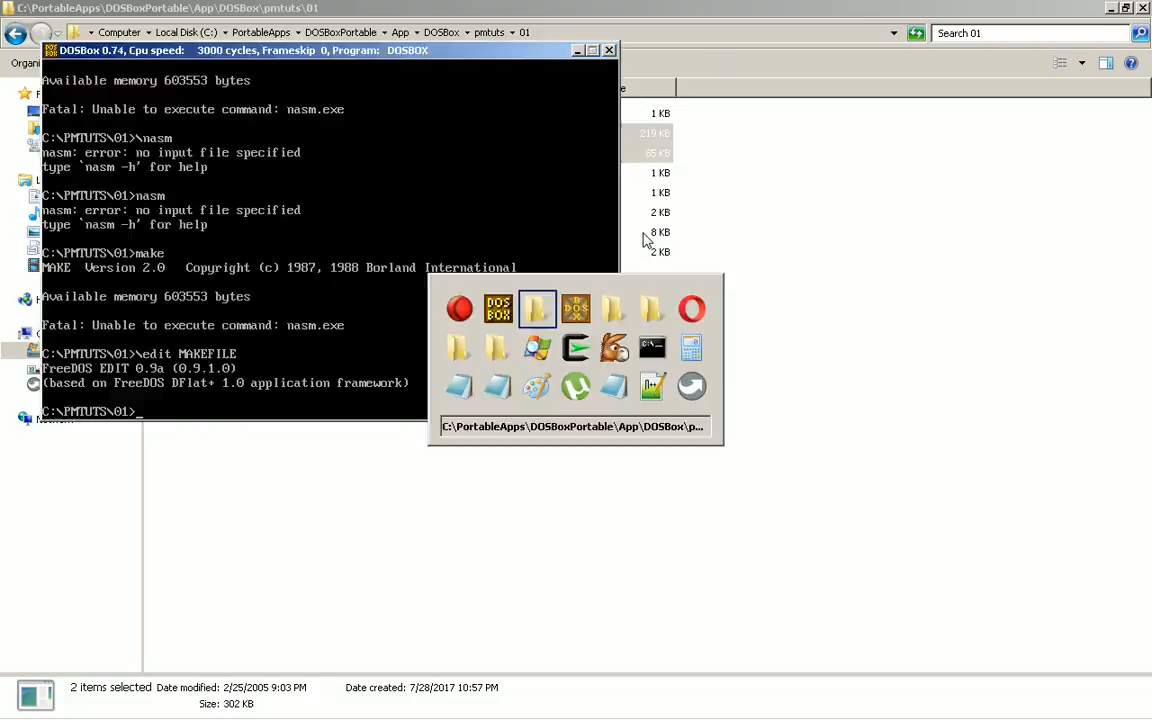 C:\PortableApps\DOSBoxPortable\App\DOSBox\pmtuts\01
Computer ▸ Local Disk (C:) ▸ PortableApps ▸ DOSBoxPortable ▸ App ▸ DOSBox ▸ pmtuts ▸ 01
Search 01
DOSBox 0.74, Cpu speed: 3000 cycles, Frameskip 0, Program: DOSBOX
Organi
Available memory 603553 bytes
Fatal: Unable to execute command: nasm.exe
C:\PMTUTS\01>\nasm
nasm: error: no input file specified
type `nasm -h' for help
C:\PMTUTS\01>nasm
nasm: error: no input file specified
type `nasm -h' for help
C:\PMTUTS\01>make
MAKE Version 2.0 Copyright (c) 1987, 1988 Borland International
Available memory 603553 bytes
Fatal: Unable to execute command: nasm.exe
C:\PMTUTS\01>\edit MAKEFILE
FreeDOS EDIT 0.9a (0.9.1.0)
(based on FreeDOS DFlat+ 1.0 application framework)
C:\PMTUTS\01>_
1 KB
219 KB
85 KB
1 KB
1 KB
2 KB
8 KB
2 KB
DOS
BOX
C:\PortableApps\DOSBoxPortable\App\DOSBox\p...
2 items selected Date modified: 2/25/2005 9:03 PM Date created: 7/28/2017 10:57 PM
Size: 302 KB